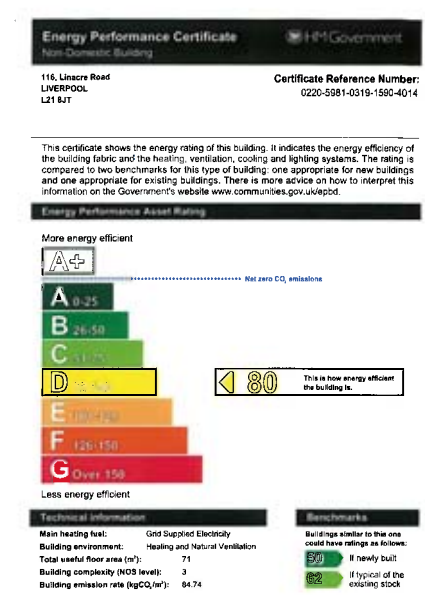 Energy Performance Certificate
HM Government
Non-Domestic Building
116, Linacre Road
LIVERPOOL
L21 8JT
Certificate Reference Number:
0220-5981-0319-1590-4014
This certificate shows the energy rating of this building. It indicates the energy efficiency of
the building fabric and the heating, ventilation, cooling and lighting systems. The rating is
compared to two benchmarks for this type of building: one appropriate for new buildings
and one appropriate for existing buildings. There is more advice on how to interpret this
information on the Government's website www.communities.gov.uk/epbd.
Energy Performance Asset Rating
More energy efficient
A+
Net zero CO₂ emissions
A 0-25
B 26-50
C
D
80
This is how energy efficient
the building is.
E
F 126-150
G Over 150
Less energy efficient
Technical Information
Main heating fuel: Grid Supplied Electricity
Building environment: Heating and Natural Ventilation
Total useful floor area (m²): 71
Building complexity (NOS level): 3
Building emission rate (kgCO₂/m²): 84.74
Benchmarks
Buildings similar to this one
could have ratings as follows:
If newly built
62
If typical of the
existing stock